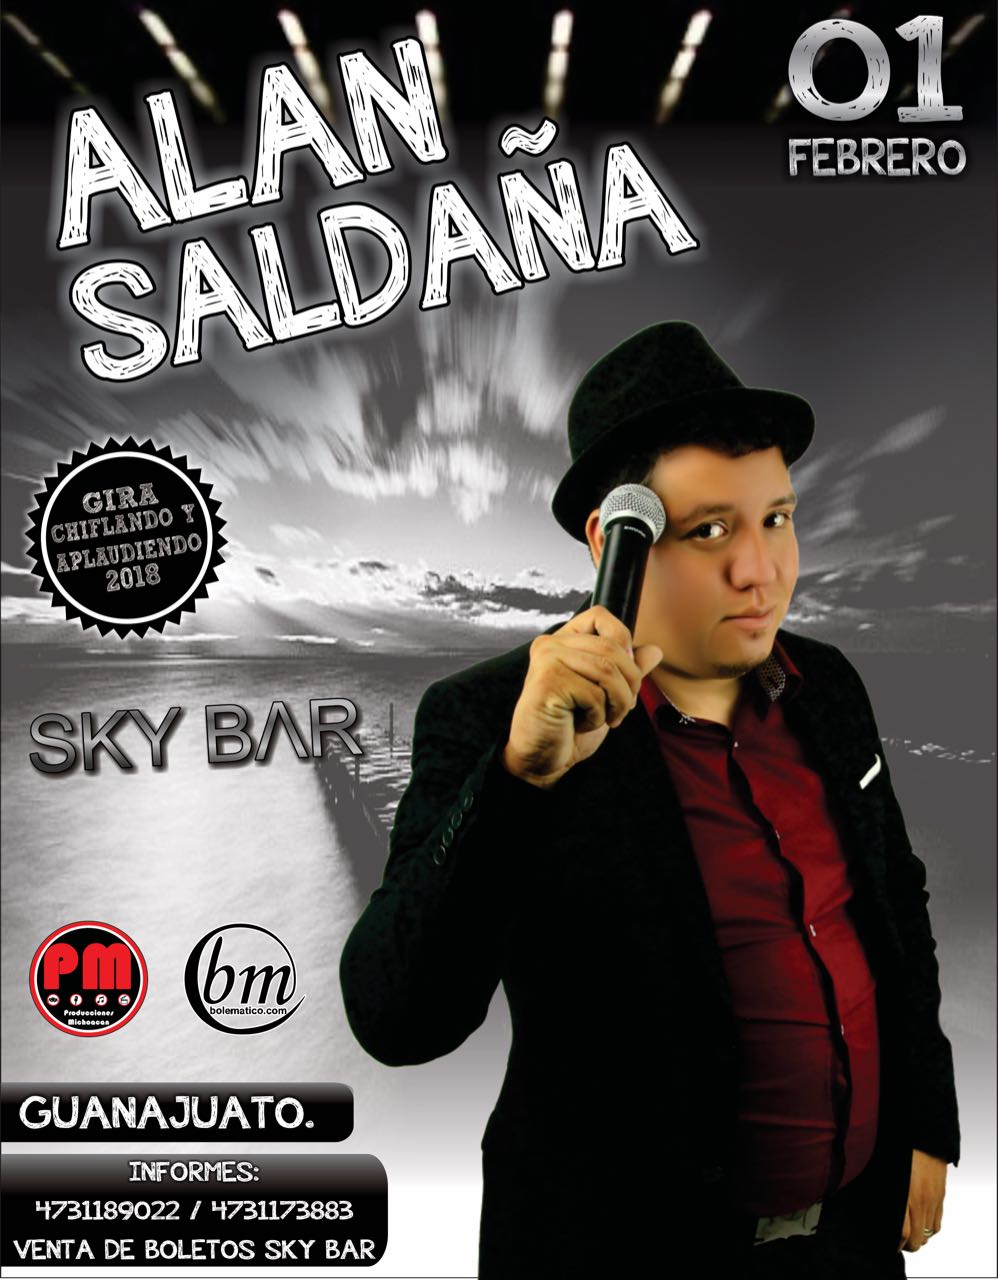 ALAN
SALDAÑA
01
FEBRERO
GIRA
CHIFLANDO Y
APLAUDIENDO
2018
SKY BAR
PM
Producciones
Michoacan
bm
bolematico.com
GUANAJUATO.
INFORMES:
4731189022 / 4731173883
VENTA DE BOLETOS SKY BAR